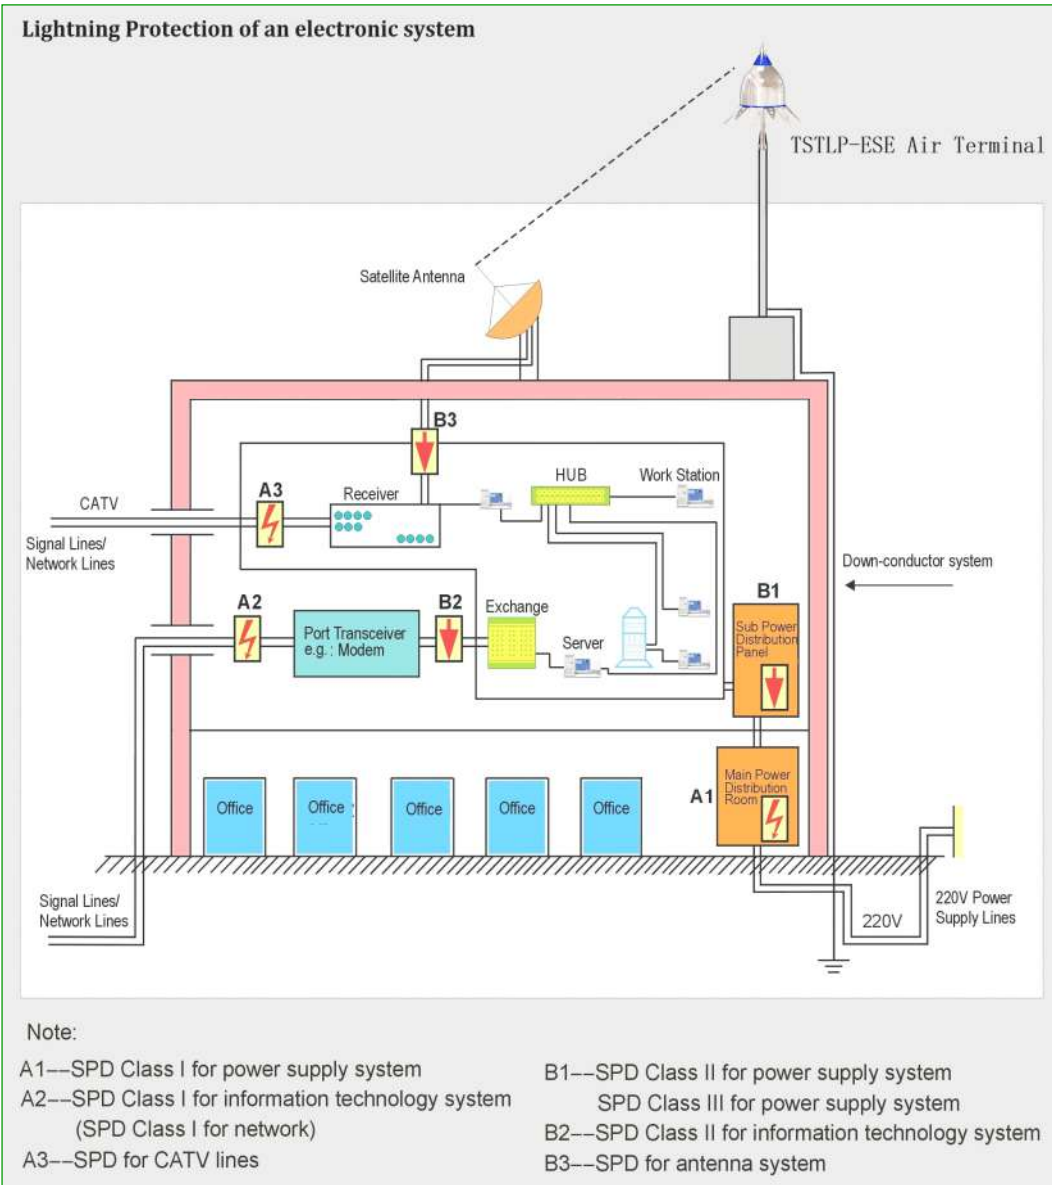 Lightning Protection of an electronic system
TSTLP-ESE Air Terminal
Satellite Antenna
B3
HUB
Work Station
A3
Receiver
CATV
Signal Lines/
Network Lines
Down-conductor system
B1
A2
B2
Exchange
Sub Power
Distribution
Panel
Port Transceiver
e.g. : Modem
Server
Main Power
Distribution
Room
A1
Office
Office
Office
Office
Office
Signal Lines/
Network Lines
220V
220V Power
Supply Lines
Note:
A1--SPD Class I for power supply system
A2--SPD Class I for information technology system
(SPD Class I for network)
A3--SPD for CATV lines
B1--SPD Class II for power supply system
SPD Class III for power supply system
B2--SPD Class II for information technology system
B3--SPD for antenna system